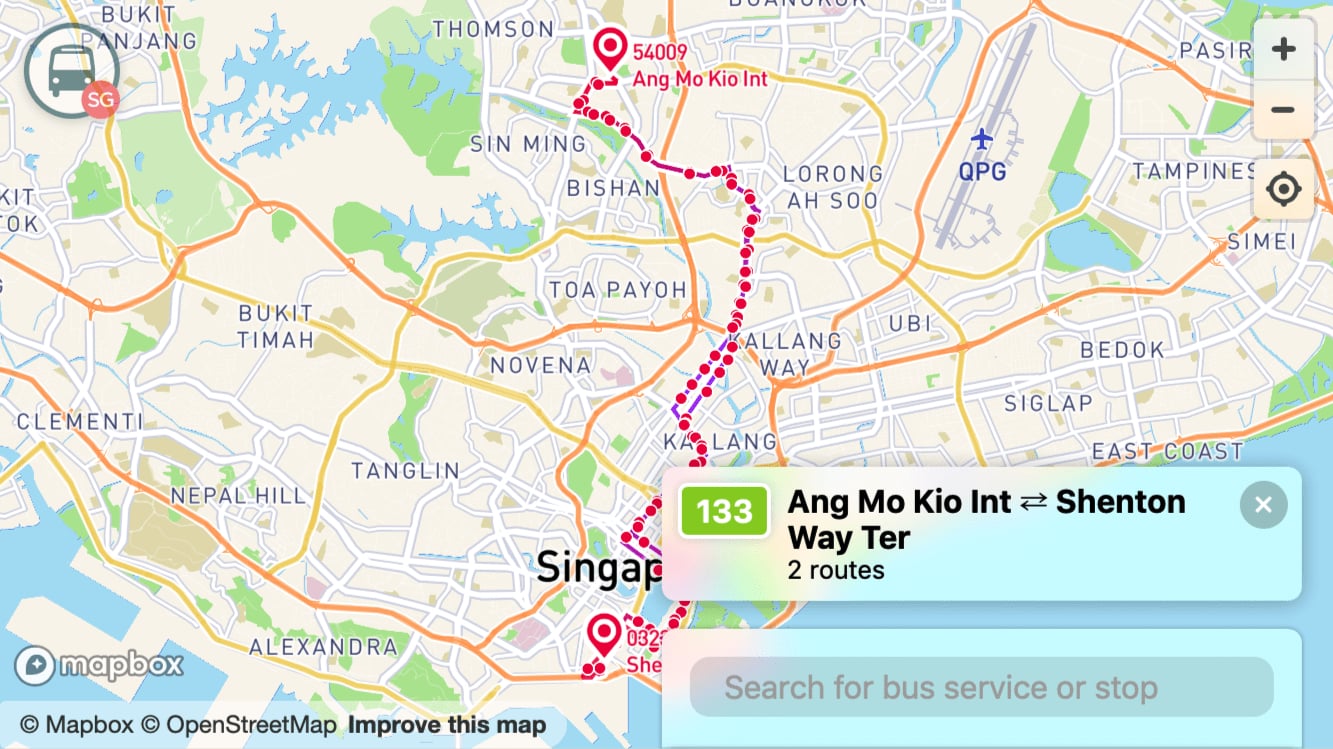 BUKIT
PANJANG
SG
THOMSON
54009
Ang Mo Kio Int
PASIR
+
−
SIN MING
BISHAN
LORONG
AH SOO
QPG
TAMPINES
SIMEI
TOA PAYOH
BUKIT
TIMAH
NOVENA
KALLANG
WAY
UBI
BEDOK
SIGLAP
CLEMENTI
KALLANG
EAST COAST
TANGLIN
NEPAL HILL
133
Ang Mo Kio Int ⇄ Shenton
Way Ter
2 routes
Singap
ALEXANDRA
032
She
mapbox
Search for bus service or stop
© Mapbox © OpenStreetMap Improve this map